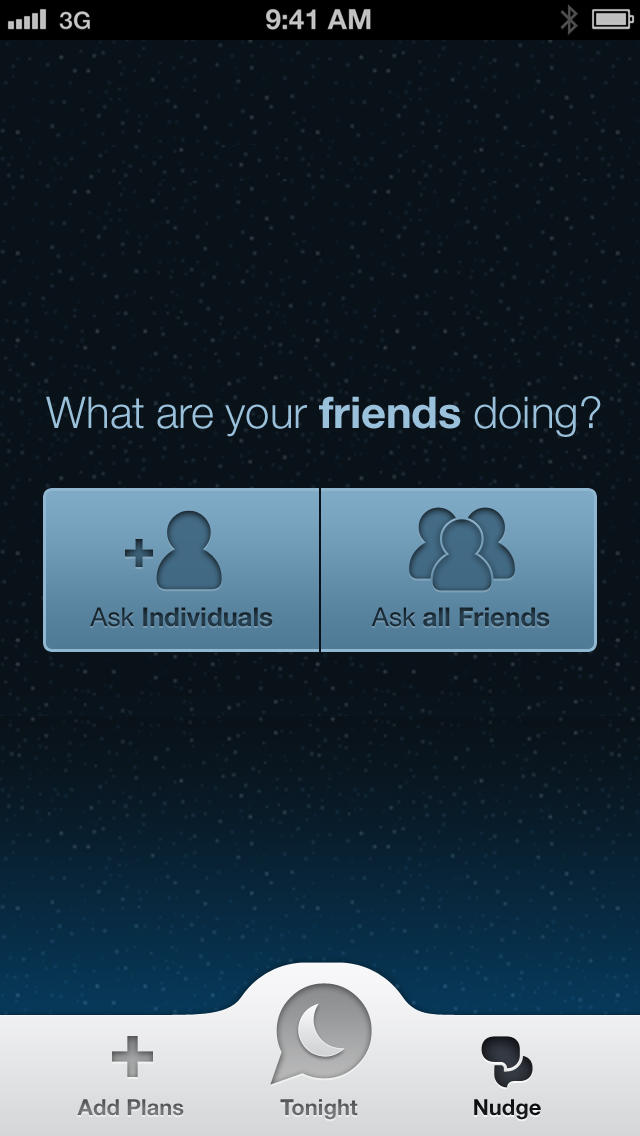 3G 9:41 AM
What are your friends doing?
Ask Individuals Ask all Friends
Add Plans Tonight Nudge